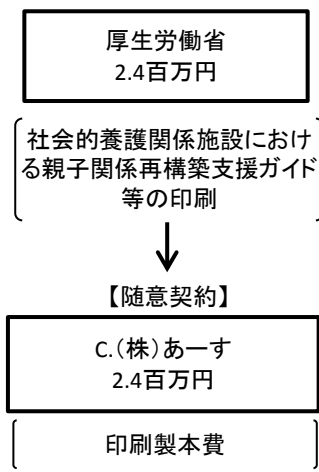 厚生労働省
2.4百万円
社会的養護関係施設におけ
る親子関係再構築支援ガイド
等の印刷
【随意契約】
C.(株)あーす
2.4百万円
印刷製本費